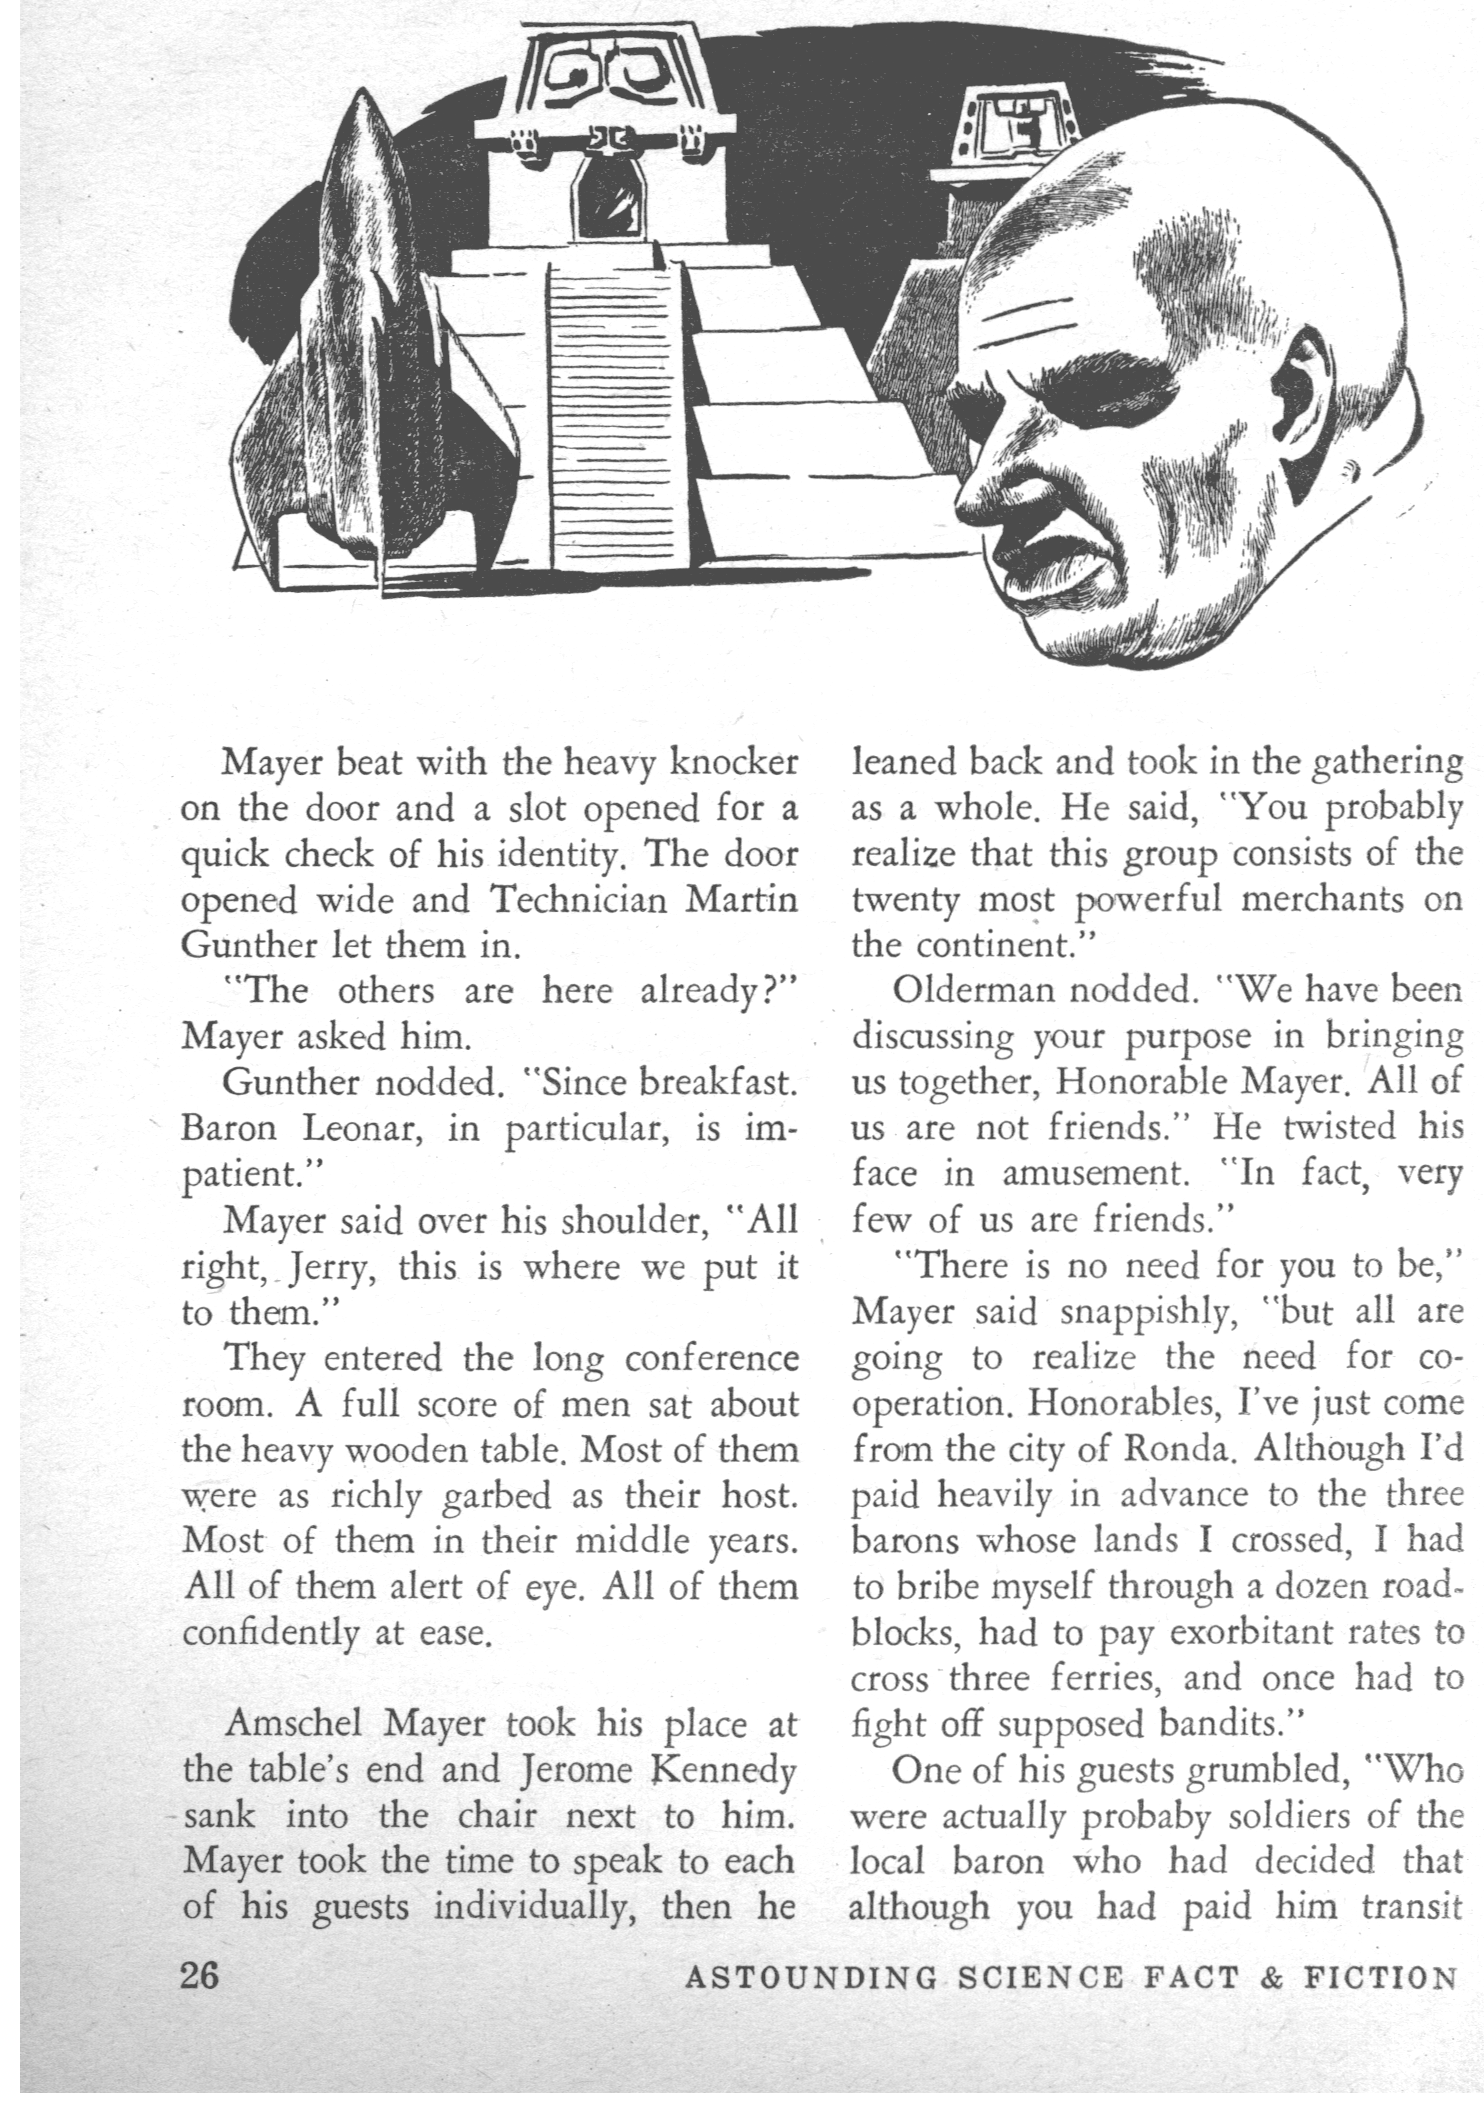 Mayer beat with the heavy knocker
on the door and a slot opened for a
quick check of his identity. The door
opened wide and Technician Martin
Gunther let them in.
"The others are here already?"
Mayer asked him.
Gunther nodded. "Since breakfast.
Baron Leonar, in particular, is im-
patient."
Mayer said over his shoulder, "All
right, Jerry, this is where we put it
to them."
They entered the long conference
room. A full score of men sat about
the heavy wooden table. Most of them
were as richly garbed as their host.
Most of them in their middle years.
All of them alert of eye. All of them
confidently at ease.
Amschel Mayer took his place at
the table's end and Jerome Kennedy
sank into the chair next to him.
Mayer took the time to speak to each
of his guests individually, then he
leaned back and took in the gathering
as a whole. He said, "You probably
realize that this group consists of the
twenty most powerful merchants on
the continent."
Olderman nodded. "We have been
discussing your purpose in bringing
us together, Honorable Mayer. All of
us are not friends." He twisted his
face in amusement. "In fact, very
few of us are friends."
"There is no need for you to be,"
Mayer said snappishly, "but all are
going to realize the need for co-
operation. Honorables, I've just come
from the city of Ronda. Although I'd
paid heavily in advance to the three
barons whose lands I crossed, I had
to bribe myself through a dozen road-
blocks, had to pay exorbitant rates to
cross three ferries, and once had to
fight off supposed bandits."
One of his guests grumbled, "Who
were actually probaby soldiers of the
local baron who had decided that
although you had paid him transit
26
ASTOUNDING SCIENCE FACT & FICTION